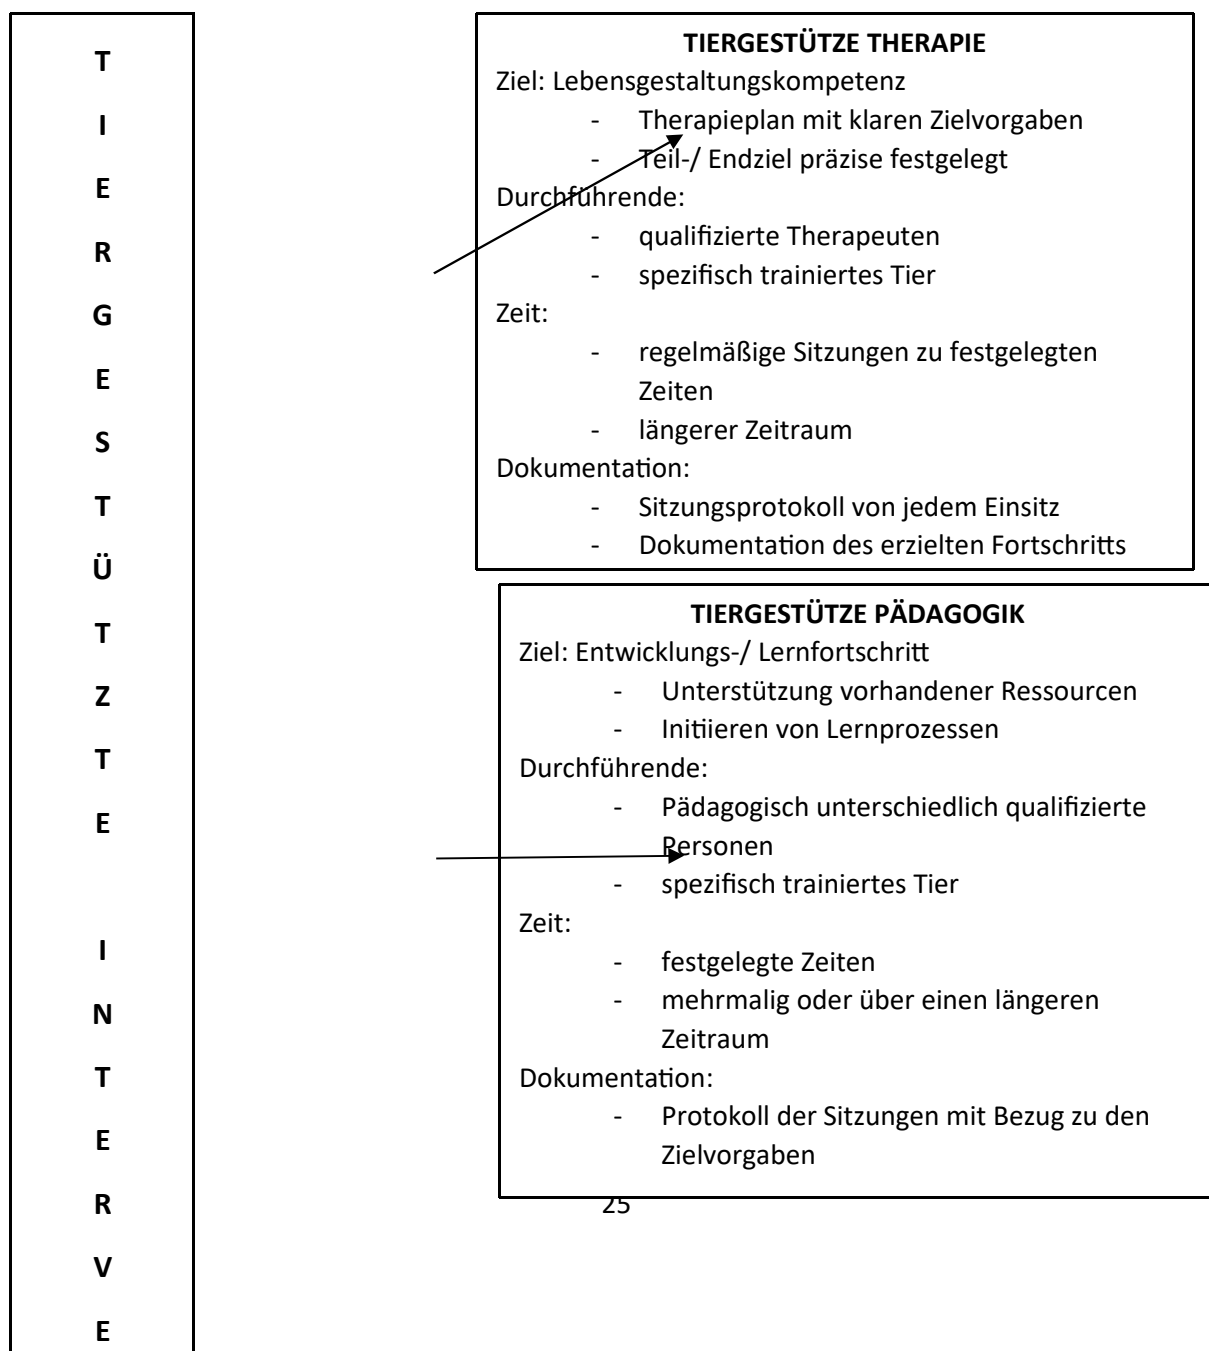 T
I
E
R
G
E
S
T
Ü
T
Z
T
E
I
N
T
E
R
V
E
TIERGESTÜTZE THERAPIE
Ziel: Lebensgestaltungskompetenz
- Therapieplan mit klaren Zielvorgaben
- Teil-/ Endziel präzise festgelegt
Durchführende:
- qualifizierte Therapeuten
- spezifisch trainiertes Tier
Zeit:
- regelmäßige Sitzungen zu festgelegten
Zeiten
- längerer Zeitraum
Dokumentation:
- Sitzungsprotokoll von jedem Einsitz
- Dokumentation des erzielten Fortschritts
TIERGESTÜTZE PÄDAGOGIK
Ziel: Entwicklungs-/ Lernfortschritt
- Unterstützung vorhandener Ressourcen
- Initiieren von Lernprozessen
Durchführende:
- Pädagogisch unterschiedlich qualifizierte
Personen
- spezifisch trainiertes Tier
Zeit:
- festgelegte Zeiten
- mehrmalig oder über einen längeren
Zeitraum
Dokumentation:
- Protokoll der Sitzungen mit Bezug zu den
Zielvorgaben
25